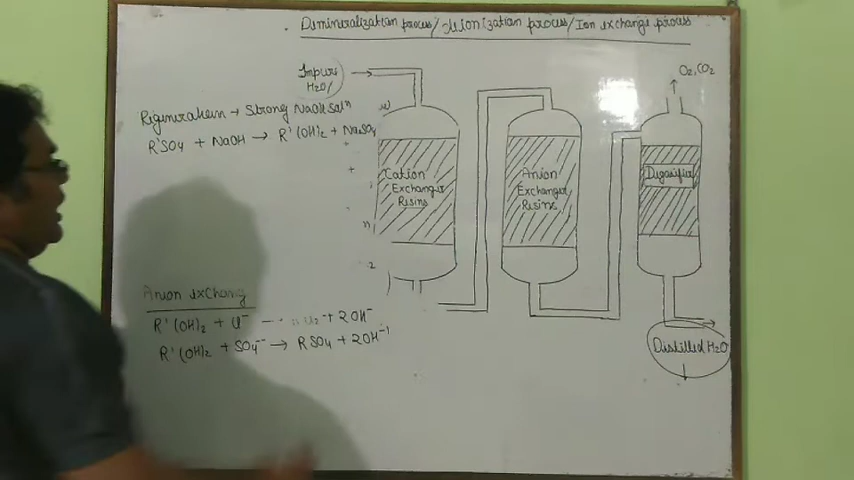 Demineralization process/deionization process/Ion exchange process
Impure
H2O
O2, CO2
Regeneration → Strong NaOH solⁿ
R'SO4 + NaOH → R'(OH)2 + Na2SO4
Cation
Exchanger
Resins
Anion
Exchanger
Resins
Degasifier
Anion exchang
R'(OH)2 + Cl⁻ + 2OH⁻
R'(OH)2 + SO4⁻⁻ → RSO4 + 2OH⁻¹
Distilled H2O